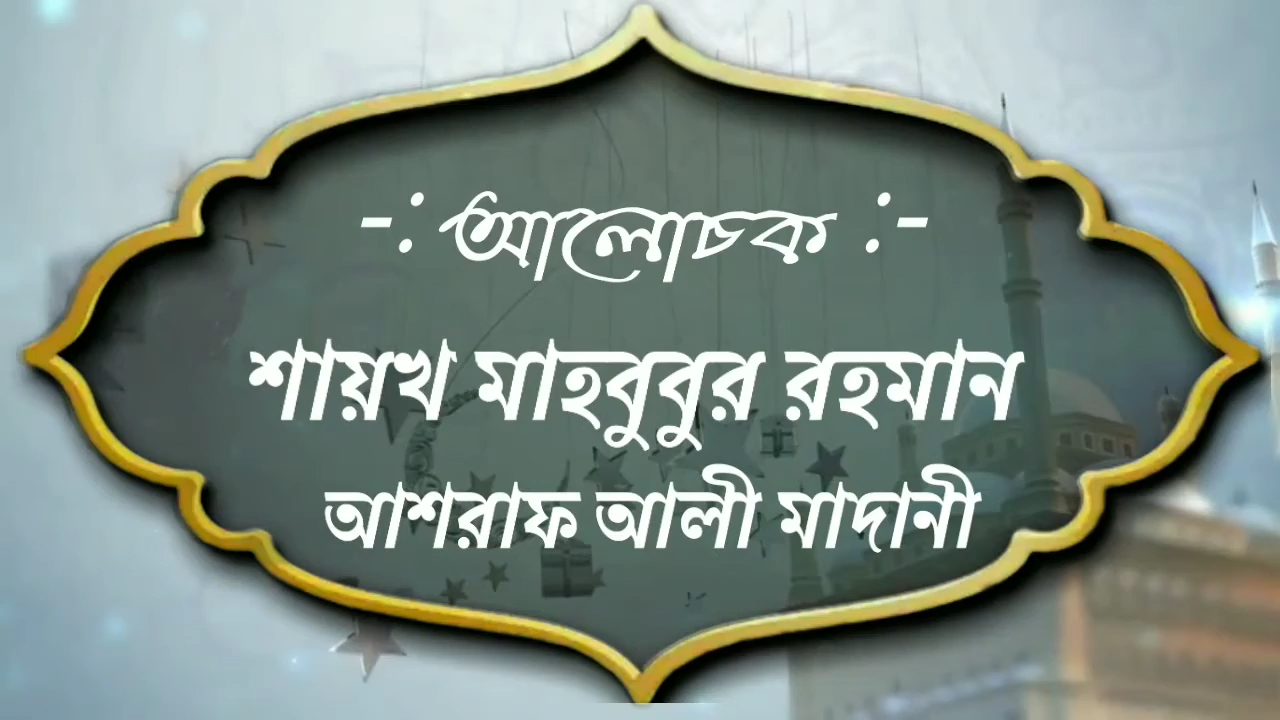 -: আলোচক :-
শায়খ মাহবুবুর রহমান
আশরাফ আলী মাদানী